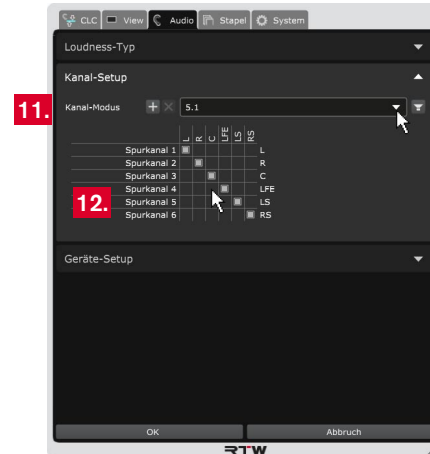 CLC View Audio Stapel System
Loudness-Typ
Kanal-Setup
11. Kanal-Modus 5.1
L R C LFE LS RS
Spurkanal 1 L
Spurkanal 2 R
Spurkanal 3 C
Spurkanal 4 LFE
12. Spurkanal 5 LS
Spurkanal 6 RS
Geräte-Setup
OK Abbruch
RTW